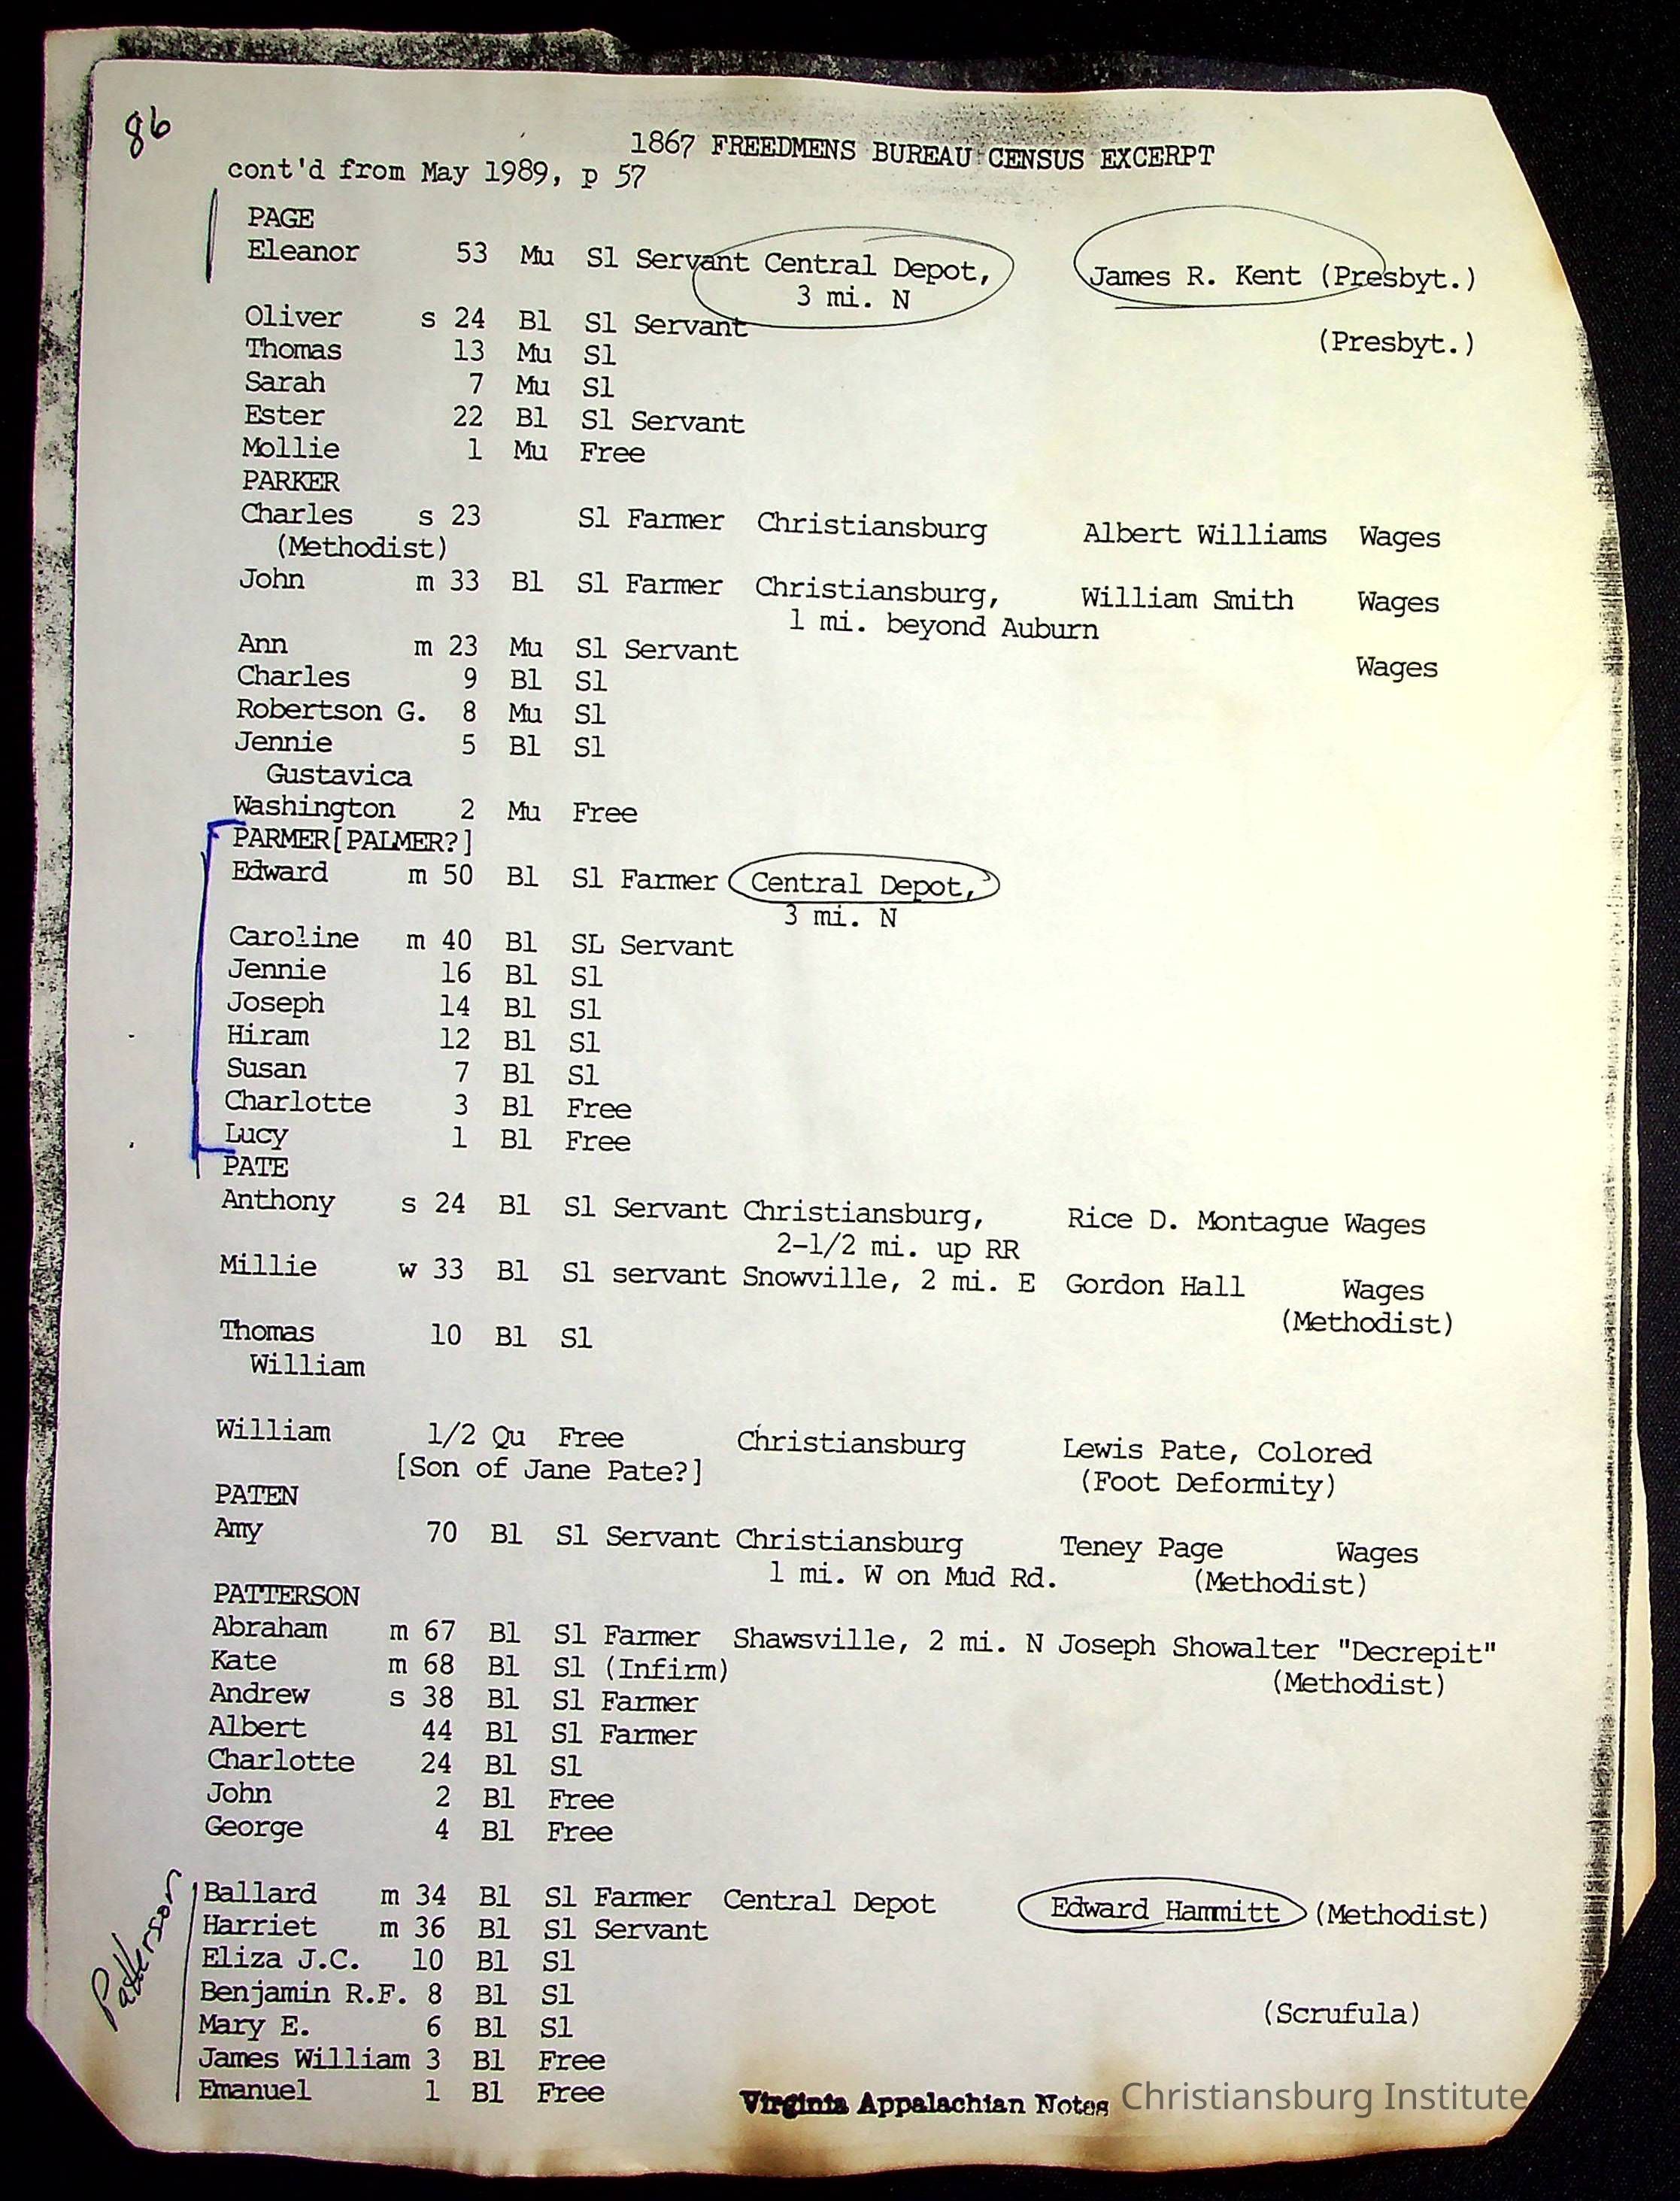 86
1867 FREEDMENS BUREAU CENSUS EXCERPT
cont'd from May 1989, p 57
PAGE
Eleanor 53 Mu Sl Servant Central Depot, James R. Kent (Presbyt.)
3 mi. N
Oliver s 24 Bl Sl Servant (Presbyt.)
Thomas 13 Mu Sl
Sarah 7 Mu Sl
Ester 22 Bl Sl Servant
Mollie 1 Mu Free
PARKER
Charles s 23 Sl Farmer Christiansburg Albert Williams Wages
(Methodist)
John m 33 Bl Sl Farmer Christiansburg, William Smith Wages
1 mi. beyond Auburn
Ann m 23 Mu Sl Servant Wages
Charles 9 Bl Sl
Robertson G. 8 Mu Sl
Jennie 5 Bl Sl
Gustavica
Washington 2 Mu Free
PARMER[PALMER?]
Edward m 50 Bl Sl Farmer Central Depot,
3 mi. N
Caroline m 40 Bl SL Servant
Jennie 16 Bl Sl
Joseph 14 Bl Sl
Hiram 12 Bl Sl
Susan 7 Bl Sl
Charlotte 3 Bl Free
Lucy 1 Bl Free
PATE
Anthony s 24 Bl Sl Servant Christiansburg, Rice D. Montague Wages
2-1/2 mi. up RR
Millie w 33 Bl Sl servant Snowville, 2 mi. E Gordon Hall Wages
(Methodist)
Thomas 10 Bl Sl
William
William 1/2 Qu Free Christiansburg Lewis Pate, Colored
[Son of Jane Pate?] (Foot Deformity)
PATEN
Amy 70 Bl Sl Servant Christiansburg Teney Page Wages
1 mi. W on Mud Rd. (Methodist)
PATTERSON
Abraham m 67 Bl Sl Farmer Shawsville, 2 mi. N Joseph Showalter "Decrepit"
Kate m 68 Bl Sl (Infirm) (Methodist)
Andrew s 38 Bl Sl Farmer
Albert 44 Bl Sl Farmer
Charlotte 24 Bl Sl
John 2 Bl Free
George 4 Bl Free
Patterson
Ballard m 34 Bl Sl Farmer Central Depot Edward Hammitt (Methodist)
Harriet m 36 Bl Sl Servant
Eliza J.C. 10 Bl Sl
Benjamin R.F. 8 Bl Sl (Scrufula)
Mary E. 6 Bl Sl
James William 3 Bl Free
Emanuel 1 Bl Free
Virginia Appalachian Notes Christiansburg Institute